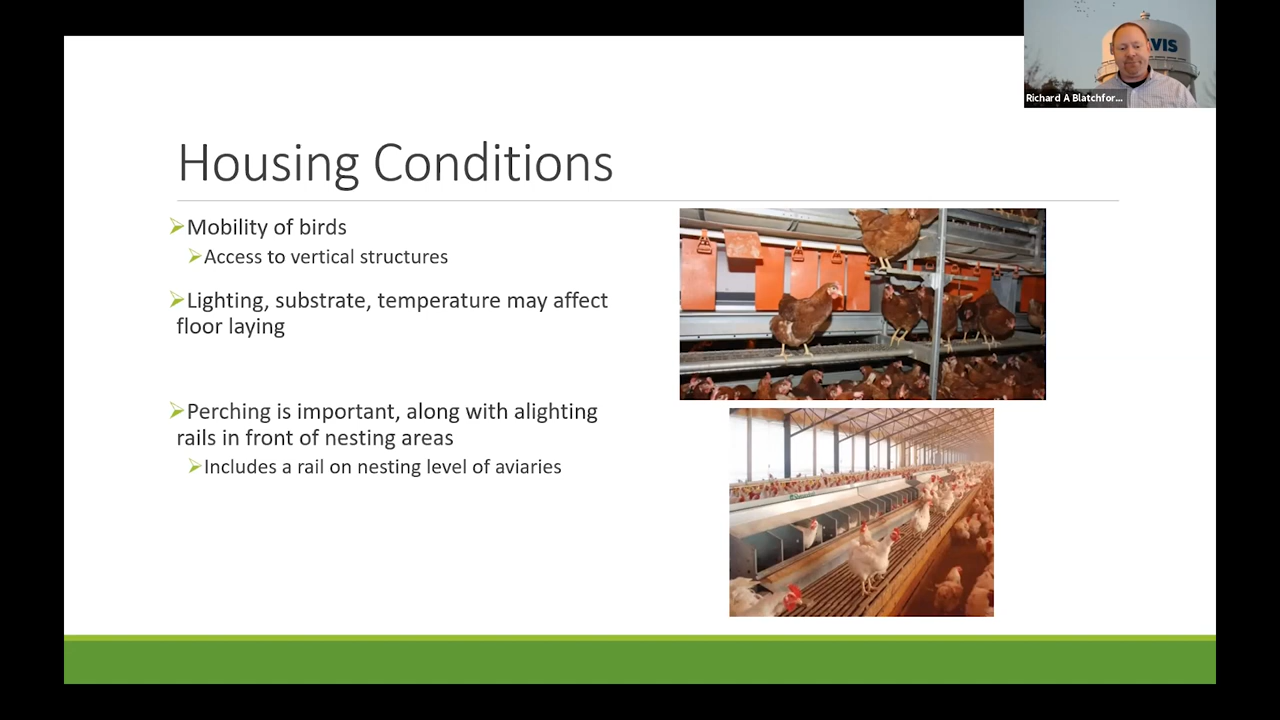 VIS
Richard A Blatchfor...
Housing Conditions
Mobility of birds
Access to vertical structures
Lighting, substrate, temperature may affect
floor laying
Perching is important, along with alighting
rails in front of nesting areas
Includes a rail on nesting level of aviaries